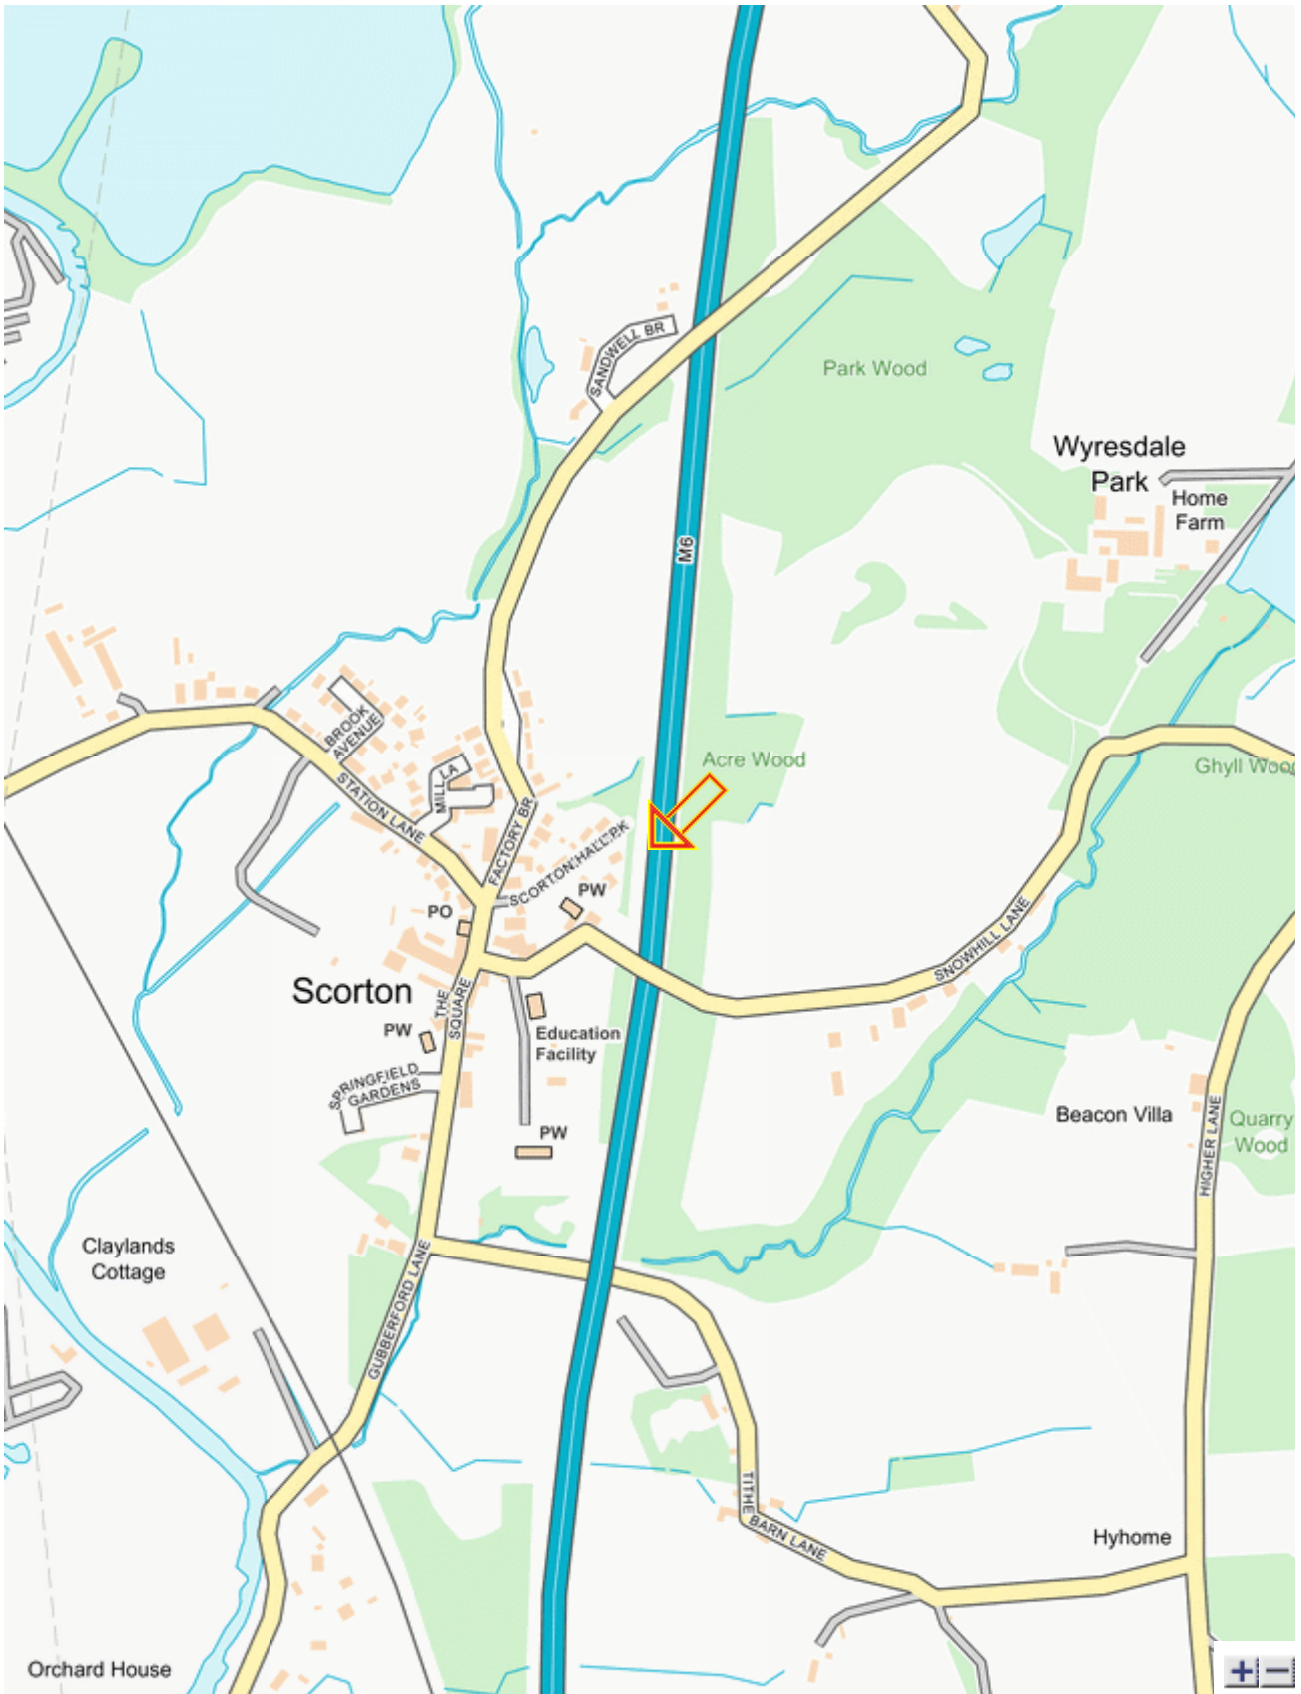 SANDWELL BR
Park Wood
Wyresdale
Park
Home
Farm
M6
BROOK
AVENUE
Acre Wood
Ghyll Wood
MILL LA
STATION LANE
FACTORY BR
SCORTON HALL PK
PW
PO
SNOWHILL LANE
Scorton
THE
SQUARE
PW
Education
Facility
SPRINGFIELD
GARDENS
Beacon Villa
Quarry
Wood
HIGHER LANE
PW
Claylands
Cottage
GUBBERFORD LANE
TITHE
BARN LANE
Hyhome
Orchard House
+ −